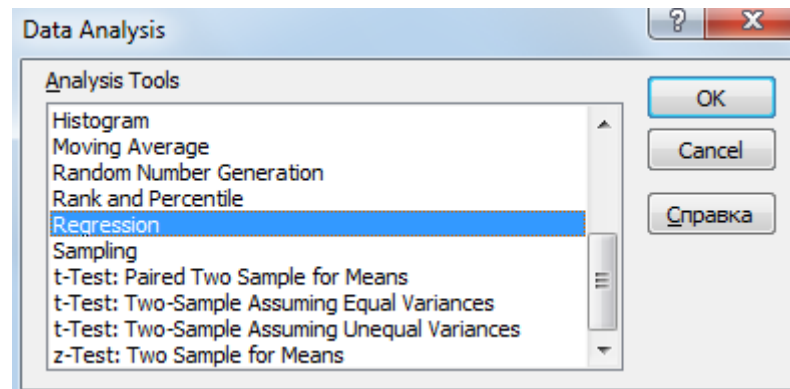 Data Analysis
?
X
Analysis Tools
Histogram
Moving Average
Random Number Generation
Rank and Percentile
Regression
Sampling
t-Test: Paired Two Sample for Means
t-Test: Two-Sample Assuming Equal Variances
t-Test: Two-Sample Assuming Unequal Variances
z-Test: Two Sample for Means
OK
Cancel
Справка